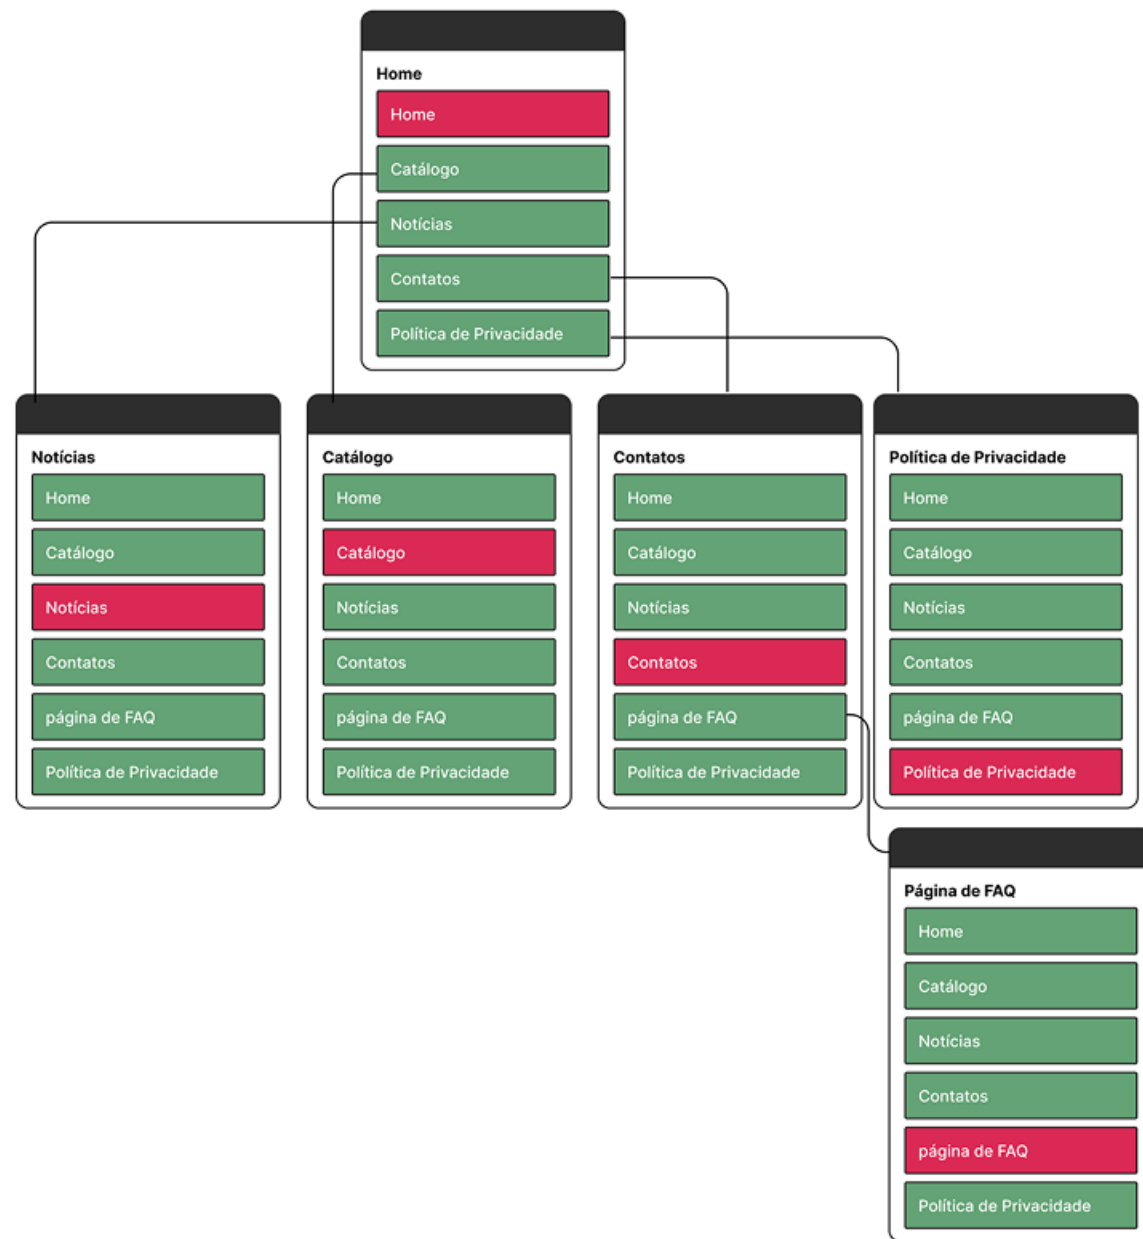 Home
Home
Catálogo
Notícias
Contatos
Política de Privacidade
Notícias
Home
Catálogo
Notícias
Contatos
página de FAQ
Política de Privacidade
Catálogo
Home
Catálogo
Notícias
Contatos
página de FAQ
Política de Privacidade
Contatos
Home
Catálogo
Notícias
Contatos
página de FAQ
Política de Privacidade
Política de Privacidade
Home
Catálogo
Notícias
Contatos
página de FAQ
Política de Privacidade
Página de FAQ
Home
Catálogo
Notícias
Contatos
página de FAQ
Política de Privacidade